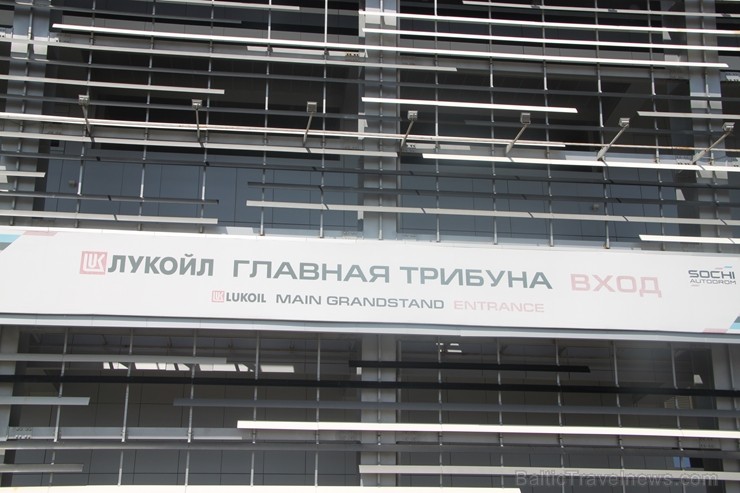 ЛУКОЙЛ ГЛАВНАЯ ТРИБУНА ВХОД
LUKOIL MAIN GRANDSTAND ENTRANCE
SOCHI
AUTODROM
BalticTravelnews.com